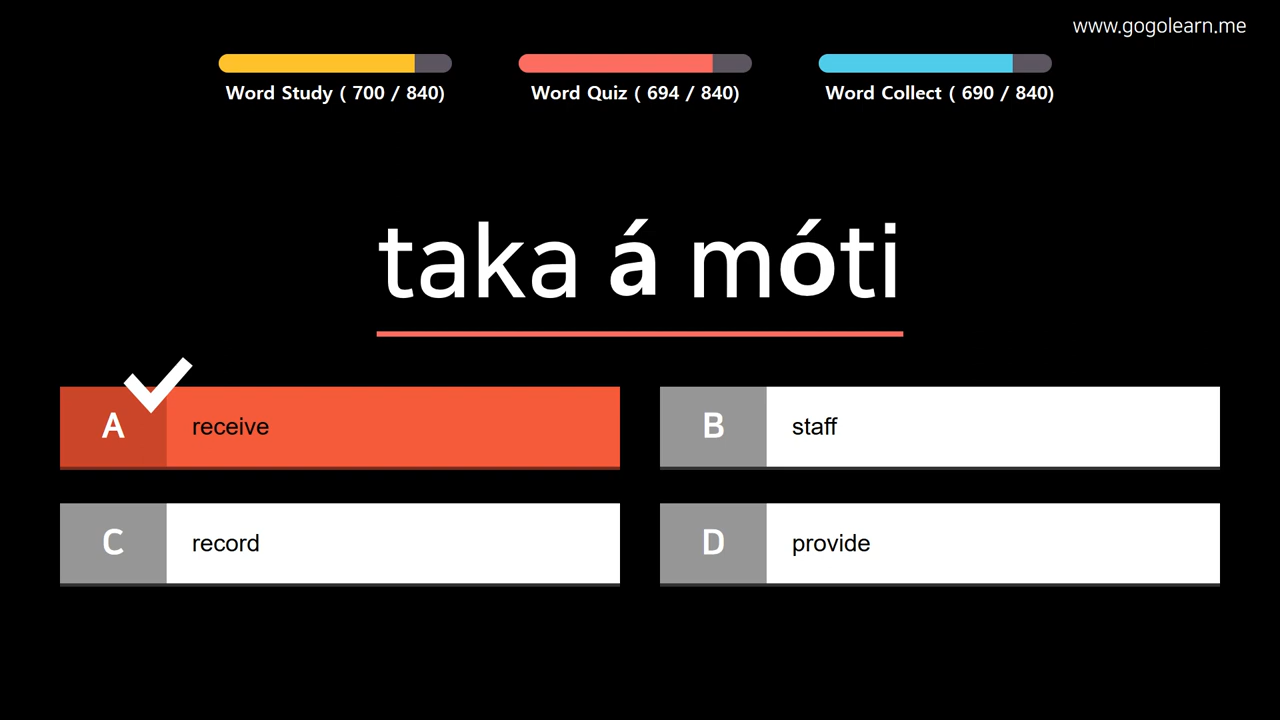 www.gogolearn.me
Word Study ( 700 / 840)
Word Quiz ( 694 / 840)
Word Collect ( 690 / 840)
taka á móti
A receive
B staff
C record
D provide